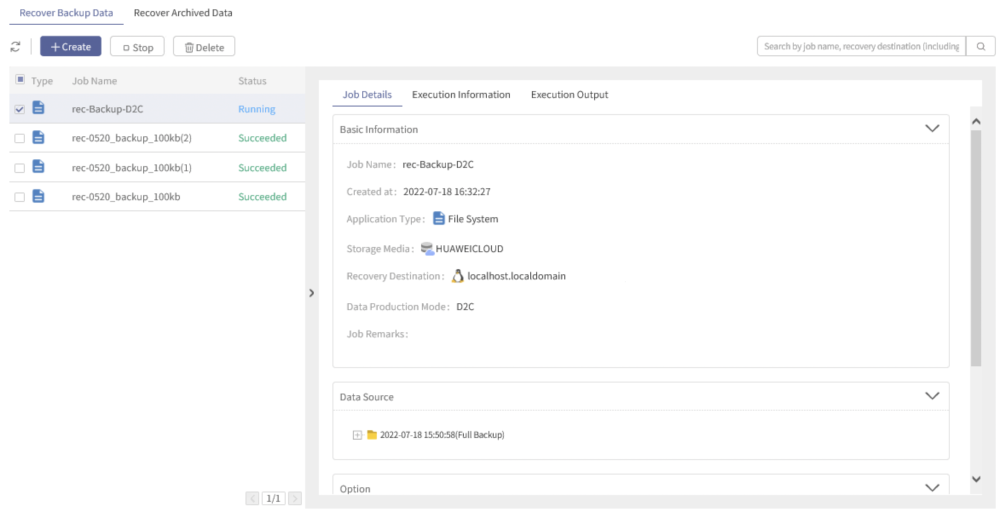 Recover Backup Data Recover Archived Data
Create Stop Delete Search by job name, recovery destination (including
Type Job Name Status
rec-Backup-D2C Running
rec-0520_backup_100kb(2) Succeeded
rec-0520_backup_100kb(1) Succeeded
rec-0520_backup_100kb Succeeded
1/1
Job Details Execution Information Execution Output
Basic Information
Job Name: rec-Backup-D2C
Created at: 2022-07-18 16:32:27
Application Type: File System
Storage Media: HUAWEICLOUD
Recovery Destination: localhost.localdomain
Data Production Mode: D2C
Job Remarks:
Data Source
2022-07-18 15:50:58(Full Backup)
Option